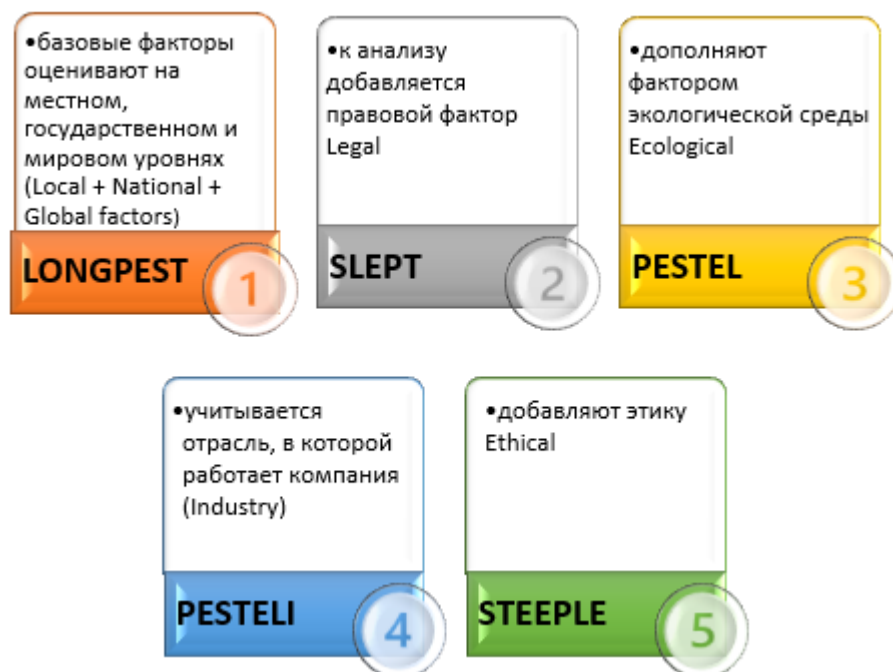 •базовые факторы
оценивают на
местном,
государственном и
мировом уровнях
(Local + National +
Global factors)
LONGPEST
1
•к анализу
добавляется
правовой фактор
Legal
SLEPT
2
•дополняют
фактором
экологической среды
Ecological
PESTEL
3
•учитывается
отрасль, в которой
работает компания
(Industry)
PESTELI
4
•добавляют этику
Ethical
STEEPLE
5